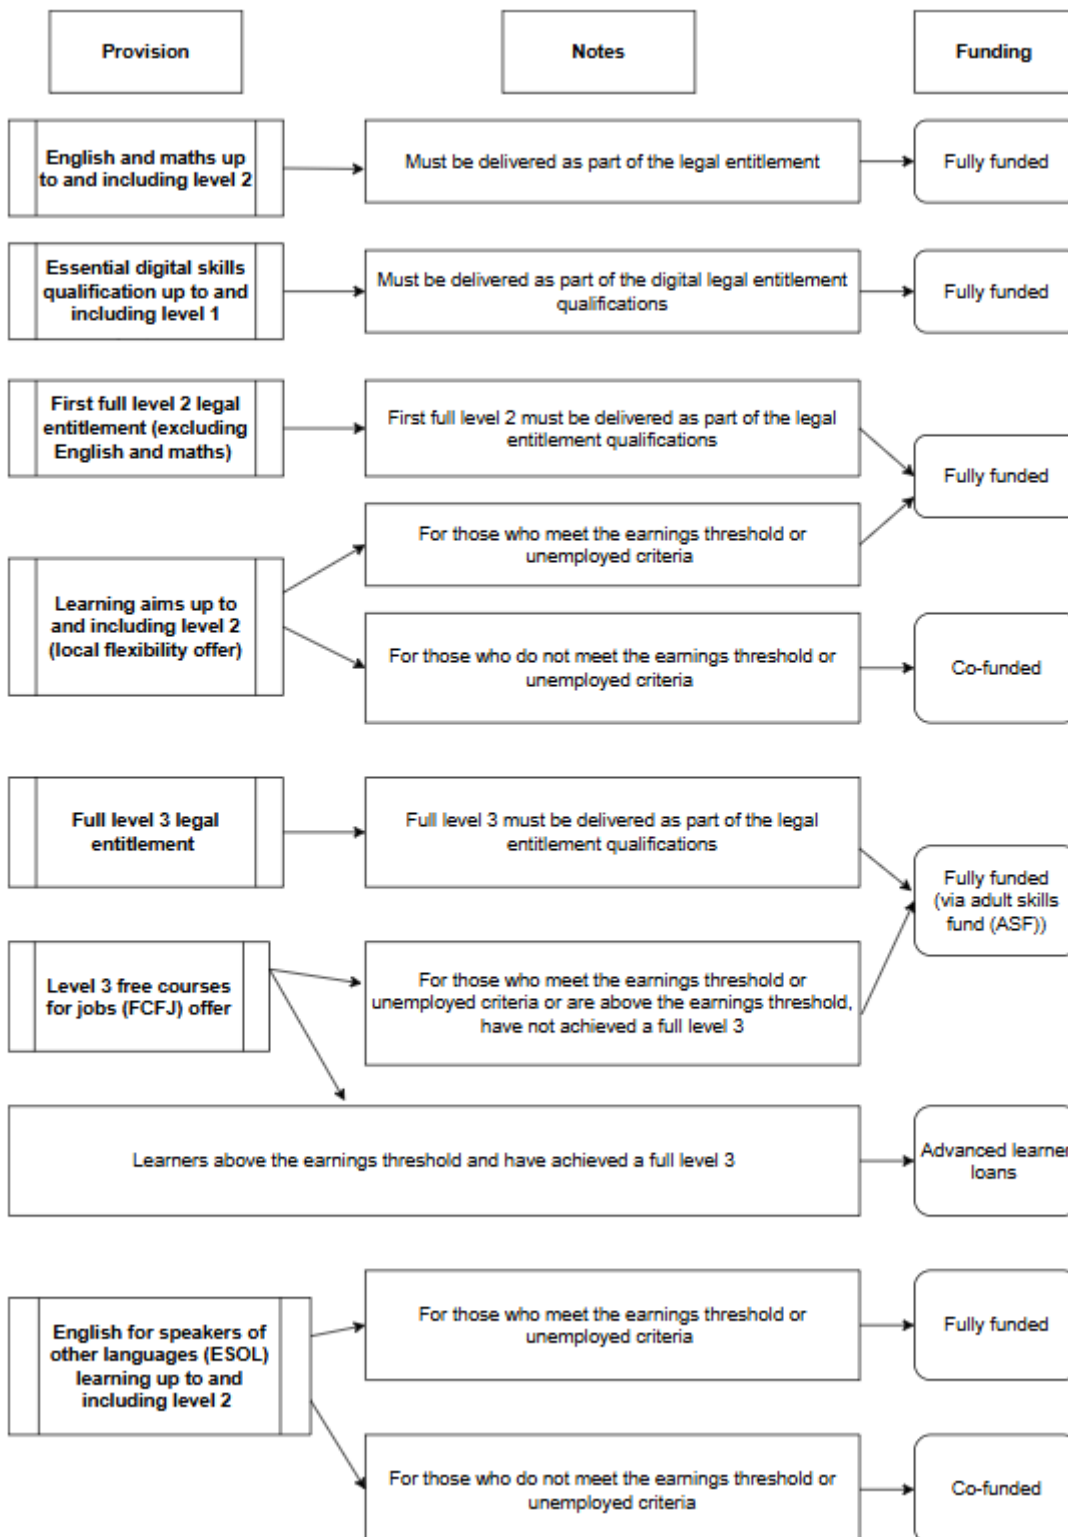 Provision
Notes
Funding
English and maths up
to and including level 2
Must be delivered as part of the legal entitlement
Fully funded
Essential digital skills
qualification up to and
including level 1
Must be delivered as part of the digital legal entitlement
qualifications
Fully funded
First full level 2 legal
entitlement (excluding
English and maths)
First full level 2 must be delivered as part of the legal
entitlement qualifications
Fully funded
For those who meet the earnings threshold or
unemployed criteria
Learning aims up to
and including level 2
(local flexibility offer)
For those who do not meet the earnings threshold or
unemployed criteria
Co-funded
Full level 3 legal
entitlement
Full level 3 must be delivered as part of the legal
entitlement qualifications
Fully funded
(via adult skills
fund (ASF))
Level 3 free courses
for jobs (FCFJ) offer
For those who meet the earnings threshold or
unemployed criteria or are above the earnings threshold,
have not achieved a full level 3
Learners above the earnings threshold and have achieved a full level 3
Advanced learner
loans
English for speakers of
other languages (ESOL)
learning up to and
including level 2
For those who meet the earnings threshold or
unemployed criteria
Fully funded
For those who do not meet the earnings threshold or
unemployed criteria
Co-funded